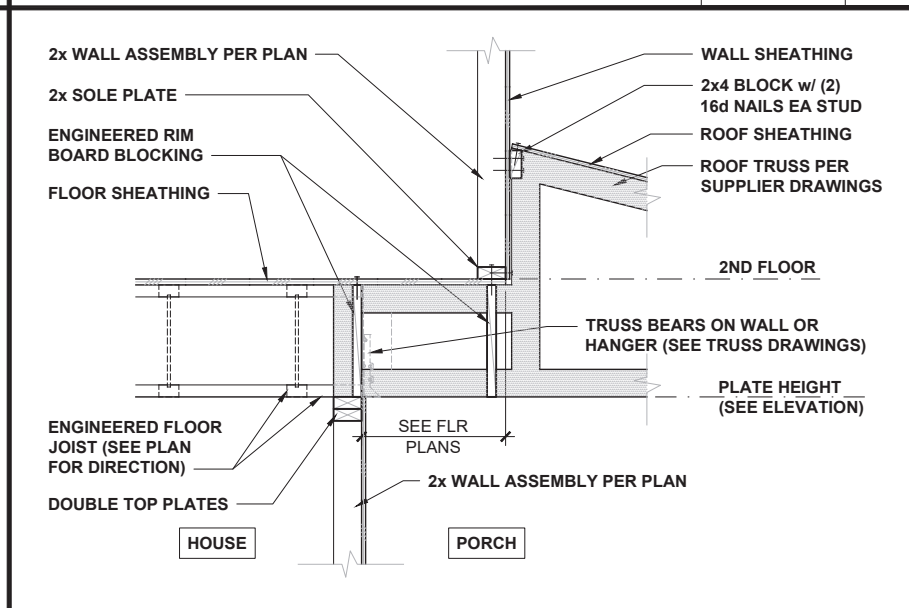 2x WALL ASSEMBLY PER PLAN
2x SOLE PLATE
ENGINEERED RIM
BOARD BLOCKING
FLOOR SHEATHING
WALL SHEATHING
2x4 BLOCK w/ (2)
16d NAILS EA STUD
ROOF SHEATHING
ROOF TRUSS PER
SUPPLIER DRAWINGS
2ND FLOOR
TRUSS BEARS ON WALL OR
HANGER (SEE TRUSS DRAWINGS)
PLATE HEIGHT
(SEE ELEVATION)
SEE FLR
PLANS
ENGINEERED FLOOR
JOIST (SEE PLAN
FOR DIRECTION)
DOUBLE TOP PLATES
2x WALL ASSEMBLY PER PLAN
HOUSE
PORCH